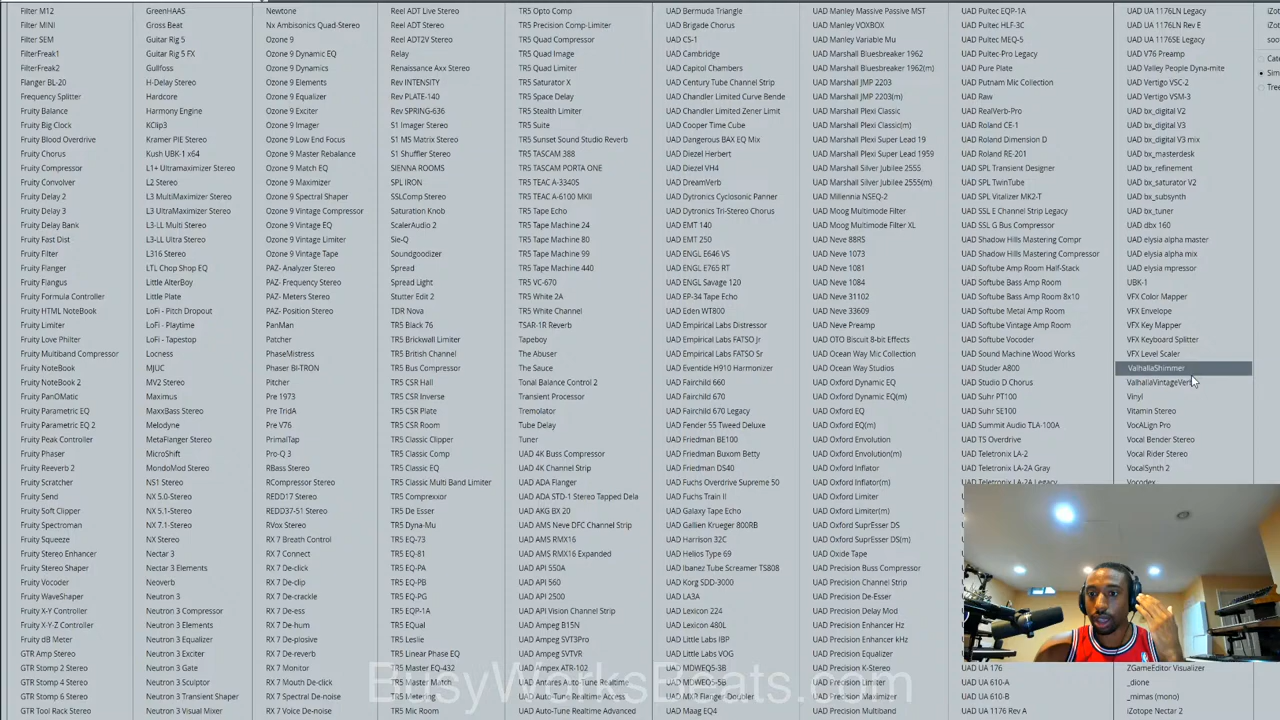 Filter M12
Filter MINI
Filter SEM
FilterFreak1
FilterFreak2
Flanger BL-20
Frequency Splitter
Fruity Balance
Fruity Big Clock
Fruity Blood Overdrive
Fruity Chorus
Fruity Compressor
Fruity Convolver
Fruity Delay 2
Fruity Delay 3
Fruity Delay Bank
Fruity Fast Dist
Fruity Filter
Fruity Flanger
Fruity Flangus
Fruity Formula Controller
Fruity HTML NoteBook
Fruity Limiter
Fruity Love Philter
Fruity Multiband Compressor
Fruity NoteBook
Fruity NoteBook 2
Fruity PanOMatic
Fruity Parametric EQ
Fruity Parametric EQ 2
Fruity Peak Controller
Fruity Phaser
Fruity Reeverb 2
Fruity Scratcher
Fruity Send
Fruity Soft Clipper
Fruity Spectroman
Fruity Squeeze
Fruity Stereo Enhancer
Fruity Stereo Shaper
Fruity Vocoder
Fruity WaveShaper
Fruity X-Y Controller
Fruity X-Y-Z Controller
Fruity dB Meter
GTR Amp Stereo
GTR Stomp 2 Stereo
GTR Stomp 4 Stereo
GTR Stomp 6 Stereo
GTR Tool Rack Stereo
GreenHAAS
Gross Beat
Guitar Rig 5
Guitar Rig 5 FX
Gullfoss
H-Delay Stereo
Hardcore
Harmony Engine
KClip3
Kramer PIE Stereo
Kush UBK-1 x64
L1+ Ultramaximizer Stereo
L2 Stereo
L3 MultiMaximizer Stereo
L3 UltraMaximizer Stereo
L3-LL Multi Stereo
L3-LL Ultra Stereo
L316 Stereo
LTL Chop Shop EQ
Little AlterBoy
Little Plate
LoFi - Pitch Dropout
LoFi - Playtime
LoFi - Tapestop
Locness
MJUC
MV2 Stereo
Maximus
MaxxBass Stereo
Melodyne
MetaFlanger Stereo
MicroShift
MondoMod Stereo
NS1 Stereo
NX 5.0-Stereo
NX 5.1-Stereo
NX 7.1-Stereo
NX Stereo
Nectar 3
Nectar 3 Elements
Neoverb
Neutron 3
Neutron 3 Compressor
Neutron 3 Elements
Neutron 3 Equalizer
Neutron 3 Exciter
Neutron 3 Gate
Neutron 3 Sculptor
Neutron 3 Transient Shaper
Neutron 3 Visual Mixer
Newtone
Nx Ambisonics Quad-Stereo
Ozone 9
Ozone 9 Dynamic EQ
Ozone 9 Dynamics
Ozone 9 Elements
Ozone 9 Equalizer
Ozone 9 Exciter
Ozone 9 Imager
Ozone 9 Low End Focus
Ozone 9 Master Rebalance
Ozone 9 Match EQ
Ozone 9 Maximizer
Ozone 9 Spectral Shaper
Ozone 9 Vintage Compressor
Ozone 9 Vintage EQ
Ozone 9 Vintage Limiter
Ozone 9 Vintage Tape
PAZ- Analyzer Stereo
PAZ- Frequency Stereo
PAZ- Meters Stereo
PAZ- Position Stereo
PanMan
Patcher
PhaseMistress
Phaser BI-TRON
Pitcher
Pre 1973
Pre TridA
Pre V76
PrimalTap
Pro-Q 3
RBass Stereo
RCompressor Stereo
REDD17 Stereo
REDD37-51 Stereo
RVox Stereo
RX 7 Breath Control
RX 7 Connect
RX 7 De-click
RX 7 De-clip
RX 7 De-crackle
RX 7 De-ess
RX 7 De-hum
RX 7 De-plosive
RX 7 De-reverb
RX 7 Monitor
RX 7 Mouth De-click
RX 7 Spectral De-noise
RX 7 Voice De-noise
Reel ADT Live Stereo
Reel ADT Stereo
Reel ADT2V Stereo
Relay
Renaissance Axx Stereo
Rev INTENSITY
Rev PLATE-140
Rev SPRING-636
S1 Imager Stereo
S1 MS Matrix Stereo
S1 Shuffler Stereo
SIENNA ROOMS
SPL IRON
SSLComp Stereo
Saturation Knob
ScalerAudio 2
Sie-Q
Soundgoodizer
Spread
Spread Light
Stutter Edit 2
TDR Nova
TR5 Black 76
TR5 Brickwall Limiter
TR5 British Channel
TR5 Bus Compressor
TR5 CSR Hall
TR5 CSR Inverse
TR5 CSR Plate
TR5 CSR Room
TR5 Classic Clipper
TR5 Classic EQ
TR5 Classic Multi Band Limiter
TR5 Comprexxor
TR5 De Esser
TR5 Dyna-Mu
TR5 EQ-73
TR5 EQ-81
TR5 EQ-PA
TR5 EQ-PB
TR5 EQ-PG
TR5 EQP-1A
TR5 EQual
TR5 Leslie
TR5 Linear Phase EQ
TR5 Master EQ-432
TR5 Master Match
TR5 Metering
TR5 Mic Room
TR5 Opto Comp
TR5 Precision Comp-Limiter
TR5 Quad Compressor
TR5 Quad Image
TR5 Quad Limiter
TR5 Saturator X
TR5 Space Delay
TR5 Stealth Limiter
TR5 Suite
TR5 Sunset Sound Studio Reverb
TR5 TASCAM 388
TR5 TASCAM PORTA ONE
TR5 TEAC A-3340S
TR5 TEAC A-6100 MKII
TR5 Tape Echo
TR5 Tape Machine 24
TR5 Tape Machine 80
TR5 Tape Machine 99
TR5 Tape Machine 440
TR5 VC-670
TR5 White 2A
TR5 White Channel
TSAR-1R Reverb
Tapeboy
The Abuser
The Sauce
Tonal Balance Control 2
Transient Processor
Tremolator
Tube Delay
Tuner
UAD 4K Buss Compressor
UAD 4K Channel Strip
UAD ADA Flanger
UAD ADA STD-1 Stereo Tapped Dela
UAD AKG BX 20
UAD AMS Neve DFC Channel Strip
UAD AMS RMX16
UAD AMS RMX16 Expanded
UAD API 550A
UAD API 560
UAD API 2500
UAD API Vision Channel Strip
UAD Ampeg B15N
UAD Ampeg SVT3Pro
UAD Ampeg SVTVR
UAD Ampex ATR-102
UAD Antares Auto-Tune Realtime
UAD Auto-Tune Realtime Access
UAD Auto-Tune Realtime Advanced
UAD Bermuda Triangle
UAD Brigade Chorus
UAD CS-1
UAD Cambridge
UAD Capitol Chambers
UAD Century Tube Channel Strip
UAD Chandler Limited Curve Bende
UAD Chandler Limited Zener Limit
UAD Cooper Time Cube
UAD Dangerous BAX EQ Mix
UAD Diezel Herbert
UAD Diezel VH4
UAD DreamVerb
UAD Dytronics Cyclosonic Panner
UAD Dytronics Tri-Stereo Chorus
UAD EMT 140
UAD EMT 250
UAD ENGL E646 VS
UAD ENGL E765 RT
UAD ENGL Savage 120
UAD EP-34 Tape Echo
UAD Eden WT800
UAD Empirical Labs Distressor
UAD Empirical Labs FATSO Jr
UAD Empirical Labs FATSO Sr
UAD Eventide H910 Harmonizer
UAD Fairchild 660
UAD Fairchild 670
UAD Fairchild 670 Legacy
UAD Fender 55 Tweed Deluxe
UAD Friedman BE100
UAD Friedman Buxom Betty
UAD Friedman DS40
UAD Fuchs Overdrive Supreme 50
UAD Fuchs Train II
UAD Galaxy Tape Echo
UAD Gallien Krueger 800RB
UAD Harrison 32C
UAD Helios Type 69
UAD Ibanez Tube Screamer TS808
UAD Korg SDD-3000
UAD LA3A
UAD Lexicon 224
UAD Lexicon 480L
UAD Little Labs IBP
UAD Little Labs VOG
UAD MDWEQ5-3B
UAD MDWEQ5-5B
UAD MXR Flanger-Doubler
UAD Maag EQ4
UAD Manley Massive Passive MST
UAD Manley VOXBOX
UAD Manley Variable Mu
UAD Marshall Bluesbreaker 1962
UAD Marshall Bluesbreaker 1962(m)
UAD Marshall JMP 2203
UAD Marshall JMP 2203(m)
UAD Marshall Plexi Classic
UAD Marshall Plexi Classic(m)
UAD Marshall Plexi Super Lead 19
UAD Marshall Plexi Super Lead 1959
UAD Marshall Silver Jubilee 2555
UAD Marshall Silver Jubilee 2555(m)
UAD Millennia NSEQ-2
UAD Moog Multimode Filter
UAD Moog Multimode Filter XL
UAD Neve 88RS
UAD Neve 1073
UAD Neve 1081
UAD Neve 1084
UAD Neve 31102
UAD Neve 33609
UAD Neve Preamp
UAD OTO Biscuit 8-bit Effects
UAD Ocean Way Mic Collection
UAD Ocean Way Studios
UAD Oxford Dynamic EQ
UAD Oxford Dynamic EQ(m)
UAD Oxford EQ
UAD Oxford EQ(m)
UAD Oxford Envolution
UAD Oxford Envolution(m)
UAD Oxford Inflator
UAD Oxford Inflator(m)
UAD Oxford Limiter
UAD Oxford Limiter(m)
UAD Oxford SuprEsser DS
UAD Oxford SuprEsser DS(m)
UAD Oxide Tape
UAD Precision Buss Compressor
UAD Precision Channel Strip
UAD Precision De-Esser
UAD Precision Delay Mod
UAD Precision Enhancer Hz
UAD Precision Enhancer kHz
UAD Precision Equalizer
UAD Precision K-Stereo
UAD Precision Limiter
UAD Precision Maximizer
UAD Precision Multiband
UAD Pultec EQP-1A
UAD Pultec HLF-3C
UAD Pultec MEQ-5
UAD Pultec-Pro Legacy
UAD Pure Plate
UAD Putnam Mic Collection
UAD Raw
UAD RealVerb-Pro
UAD Roland CE-1
UAD Roland Dimension D
UAD Roland RE-201
UAD SPL Transient Designer
UAD SPL TwinTube
UAD SPL Vitalizer MK2-T
UAD SSL E Channel Strip Legacy
UAD SSL G Bus Compressor
UAD Shadow Hills Mastering Compr
UAD Shadow Hills Mastering Compressor
UAD Softube Amp Room Half-Stack
UAD Softube Bass Amp Room
UAD Softube Bass Amp Room 8x10
UAD Softube Metal Amp Room
UAD Softube Vintage Amp Room
UAD Sonnox
UAD Sound Machine Wood Works
UAD Studer A800
UAD Studio D Chorus
UAD Suhr PT100
UAD Suhr SE100
UAD Summit Audio TLA-100A
UAD TS Overdrive
UAD Teletronix LA-2
UAD Teletronix LA-2A Gray
UAD Teletronix LA-2A Legacy
UAD 176
UAD UA 610-A
UAD UA 610-B
UAD UA 1176 Rev A
UAD UA 1176LN Legacy
UAD UA 1176LN Rev E
UAD UA 1176SE Legacy
UAD V76 Preamp
UAD Valley People Dyna-mite
UAD Vertigo VSC-2
UAD Vertigo VSM-3
UAD bx_digital V2
UAD bx_digital V3
UAD bx_digital V3 mix
UAD bx_masterdesk
UAD bx_refinement
UAD bx_saturator V2
UAD bx_subsynth
UAD bx_tuner
UAD dbx 160
UAD elysia alpha master
UAD elysia alpha mix
UAD elysia mpressor
UBK-1
VFX Color Mapper
VFX Envelope
VFX Key Mapper
VFX Keyboard Splitter
VFX Level Scaler
ValhallaShimmer
ValhallaVintageVerb
Vinyl
Vitamin Stereo
VocAlign Pro
Vocal Bender Stereo
Vocal Rider Stereo
VocalSynth 2
Vocodex
ZGameEditor Visualizer
_dione
_mimas (mono)
iZotope Nectar 2
iZo
iZot
soo
Cate
Sim
Tree
BusyWorksBeats.com